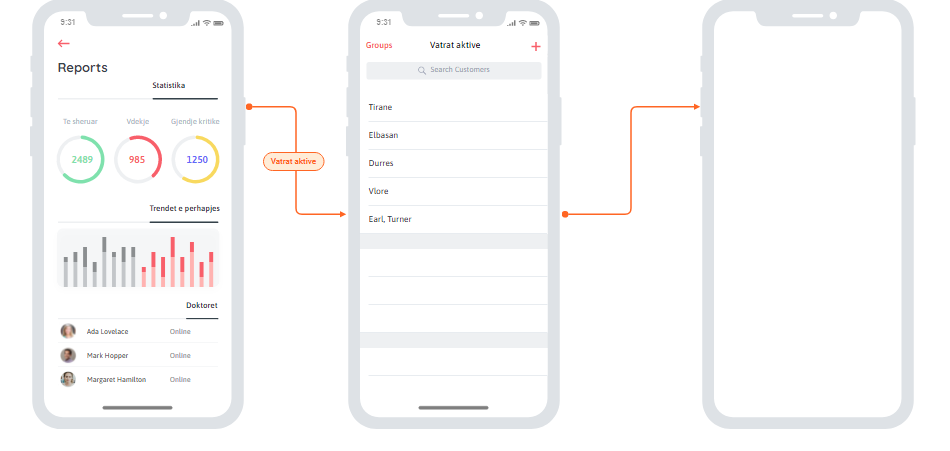 9:31
Reports
Statistika
Te sheruar Vdekje Gjendje kritike
2489 985 1250
Trendet e perhapjes
Doktoret
Ada Lovelace Online
Mark Hopper Online
Margaret Hamilton Online
Vatrat aktive
9:31
Groups Vatrat aktive +
Search Customers
Tirane
Elbasan
Durres
Vlore
Earl, Turner